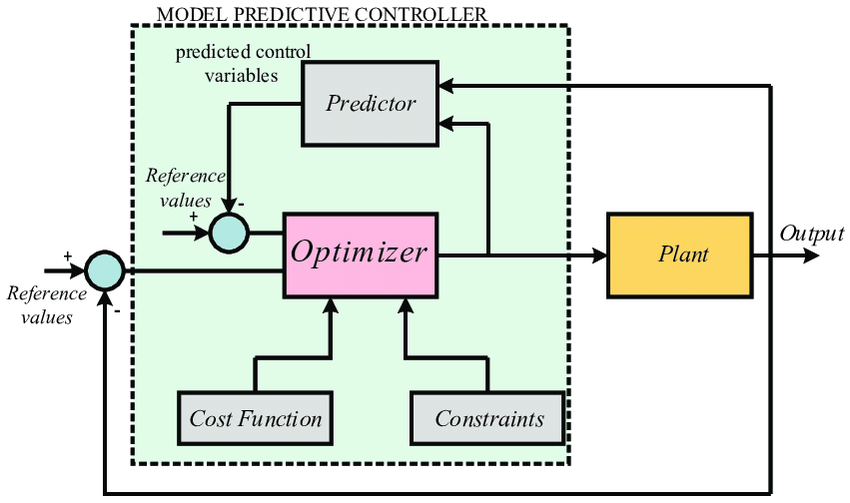 MODEL PREDICTIVE CONTROLLER
predicted control
variables
Predictor
Reference
values
+
-
Optimizer
+
Reference
values
-
Plant
Output
Cost Function
Constraints